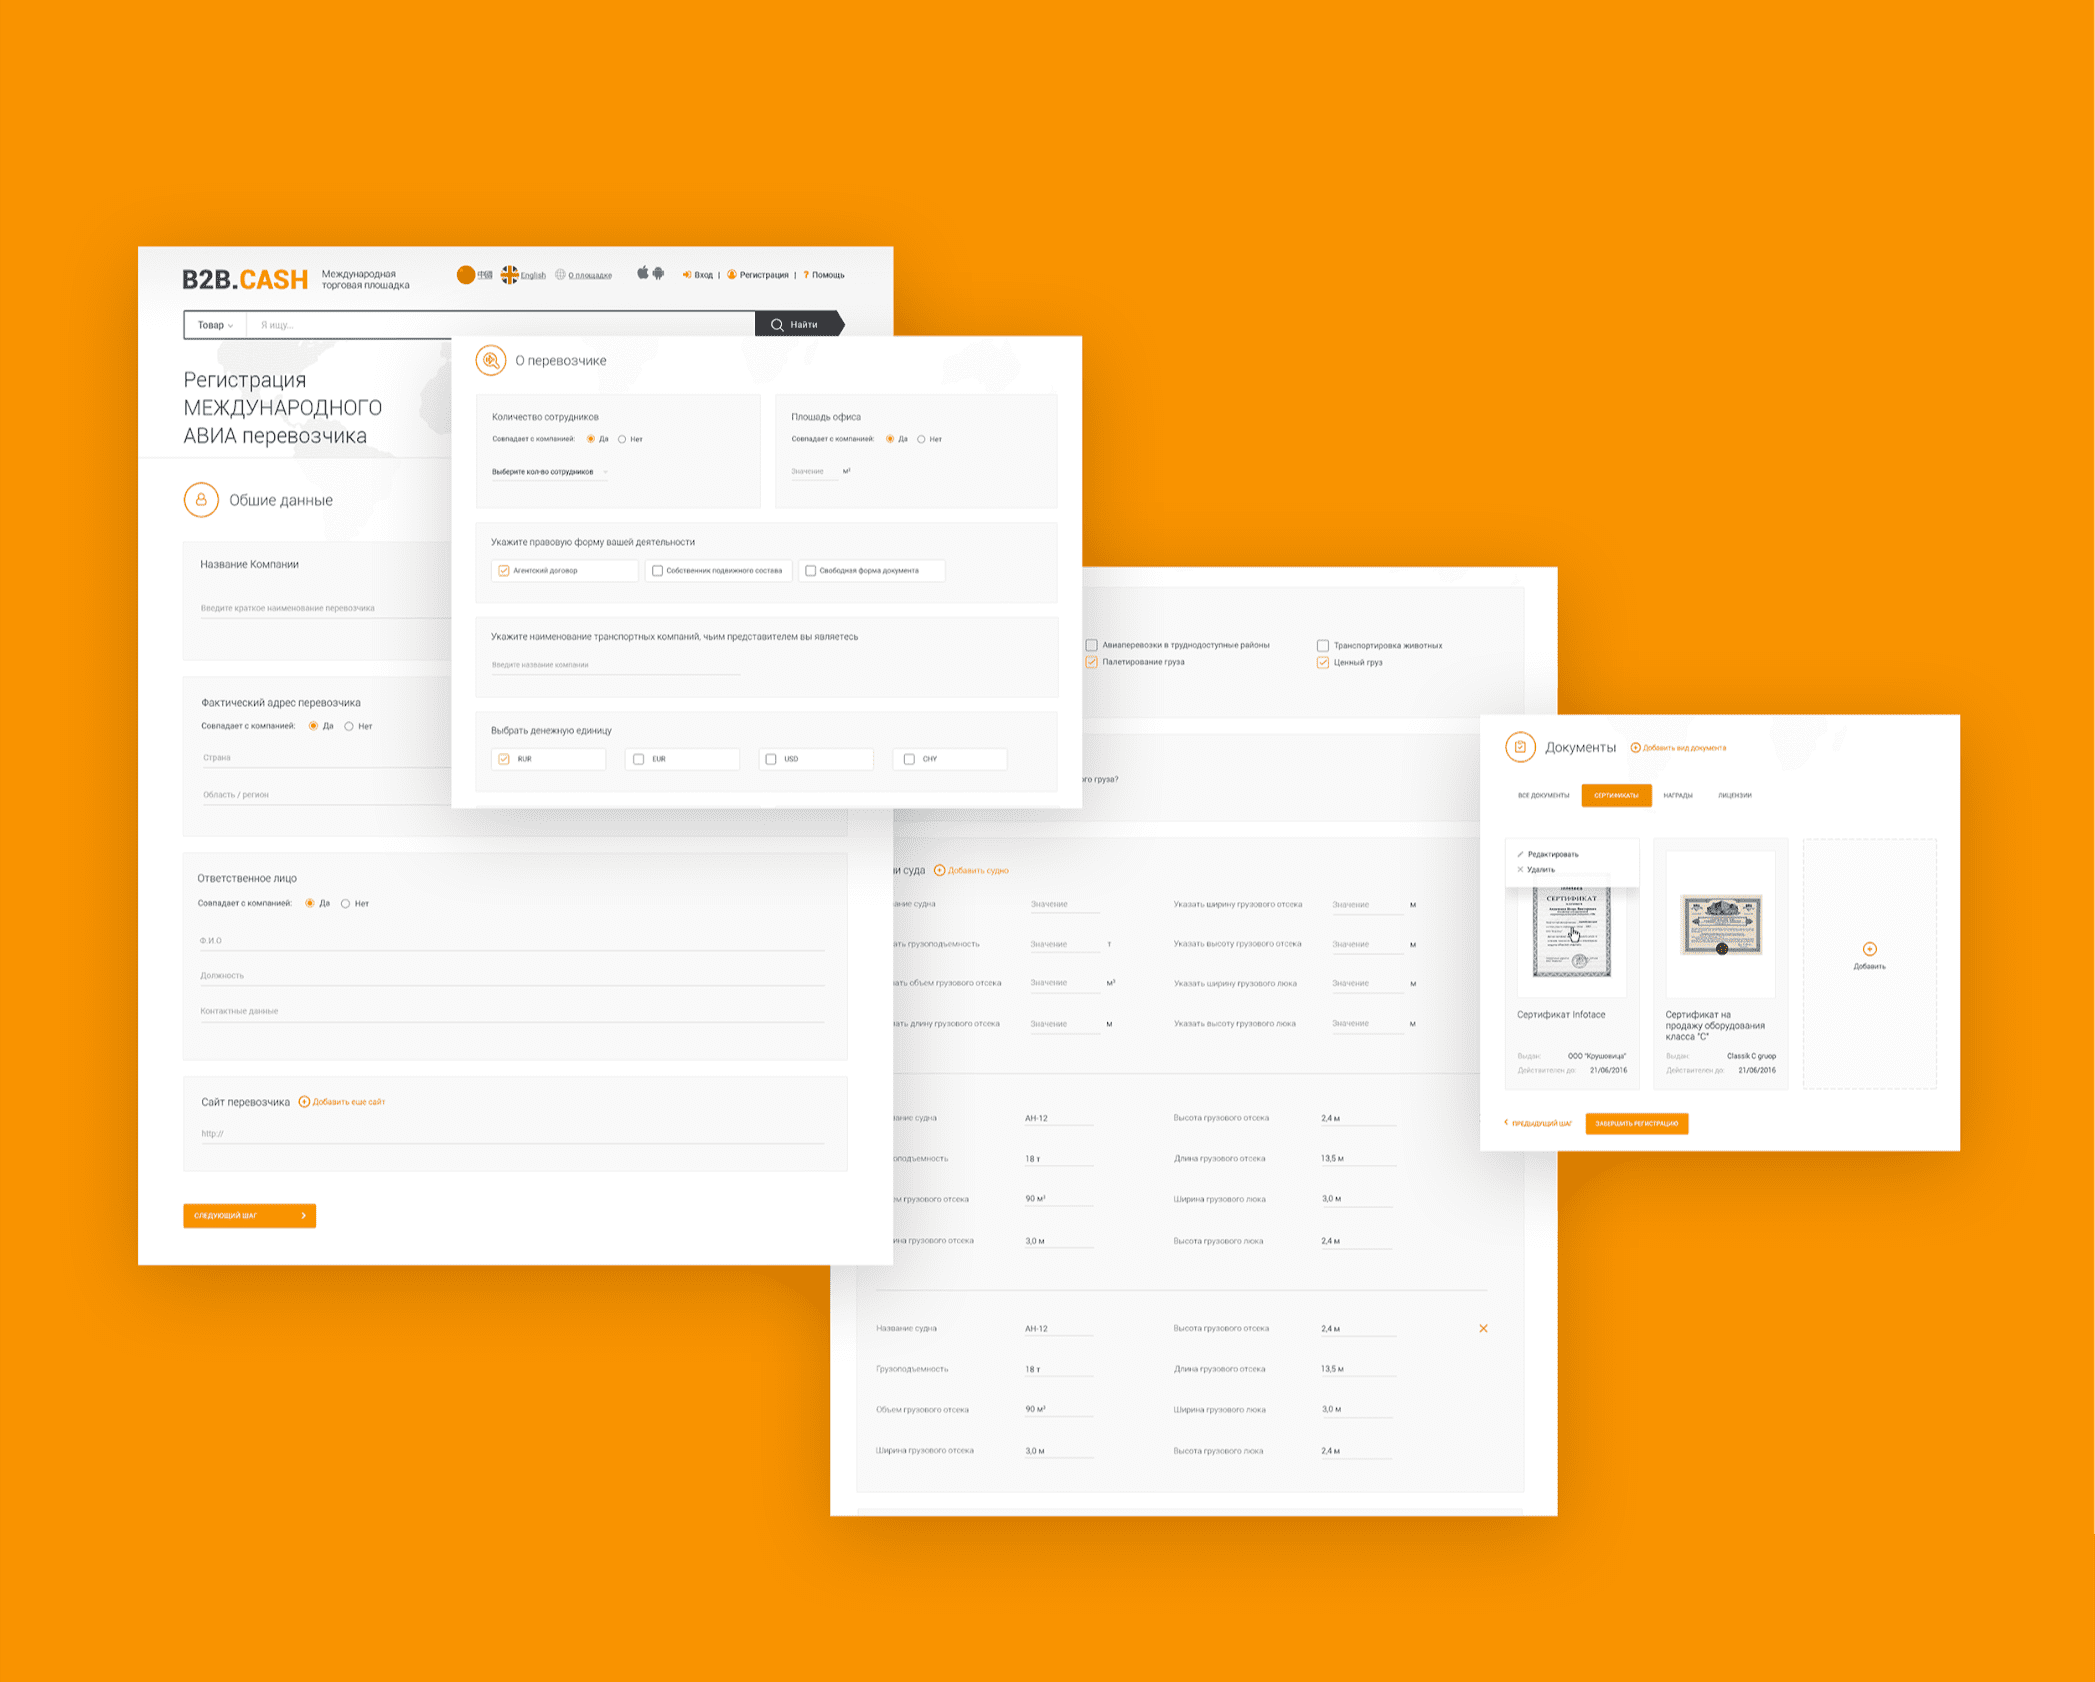 B2B.CASH
Международная
торговая площадка
中国
English
О площадке
Вход
Регистрация
? Помощь
Товар
Я ищу...
Найти
Регистрация
МЕЖДУНАРОДНОГО
АВИА перевозчика
Общие данные
Название Компании
Введите краткое наименование перевозчика
Фактический адрес перевозчика
Совпадает с компанией: Да Нет
Страна
Область / регион
Ответственное лицо
Совпадает с компанией: Да Нет
Ф.И.О
Должность
Контактные данные
Сайт перевозчика Добавить еще сайт
http://
СЛЕДУЮЩИЙ ШАГ
О перевозчике
Количество сотрудников
Совпадает с компанией: Да Нет
Выберите кол-во сотрудников
Площадь офиса
Совпадает с компанией: Да Нет
Значение м²
Укажите правовую форму вашей деятельности
Агентский договор Собственник подвижного состава Свободная форма документа
Укажите наименование транспортных компаний, чьим представителем вы являетесь
Введите название компании
Выбрать денежную единицу
RUR EUR USD CHY
Авиаперевозки в труднодоступные районы Транспортировка животных
Палетирование груза Ценный груз
го груза?
и суда Добавить судно
ание судна Значение Указать ширину грузового отсека Значение м
ать грузоподъемность Значение т Указать высоту грузового отсека Значение м
ать объем грузового отсека Значение м³ Указать ширину грузового люка Значение м
ать длину грузового отсека Значение м Указать высоту грузового люка Значение м
ание судна АН-12 Высота грузового отсека 2,4 м
оподъемность 18 т Длина грузового отсека 13,5 м
ем грузового отсека 90 м³ Ширина грузового люка 3,0 м
ина грузового отсека 3,0 м Высота грузового люка 2,4 м
Название судна АН-12 Высота грузового отсека 2,4 м
Грузоподъемность 18 т Длина грузового отсека 13,5 м
Объем грузового отсека 90 м³ Ширина грузового люка 3,0 м
Ширина грузового отсека 3,0 м Высота грузового люка 2,4 м
Документы Добавить вид документа
ВСЕ ДОКУМЕНТЫ СЕРТИФИКАТЫ НАГРАДЫ ЛИЦЕНЗИИ
Редактировать
Удалить
СЕРТИФИКАТ
Сертификат Infotace
Выдан: ООО "Крушовица"
Действителен до: 21/06/2016
Сертификат на
продажу оборудования
класса "С"
Выдан: Classik C gruop
Действителен до: 21/06/2016
Добавить
ПРЕДЫДУЩИЙ ШАГ
ЗАВЕРШИТЬ РЕГИСТРАЦИЮ